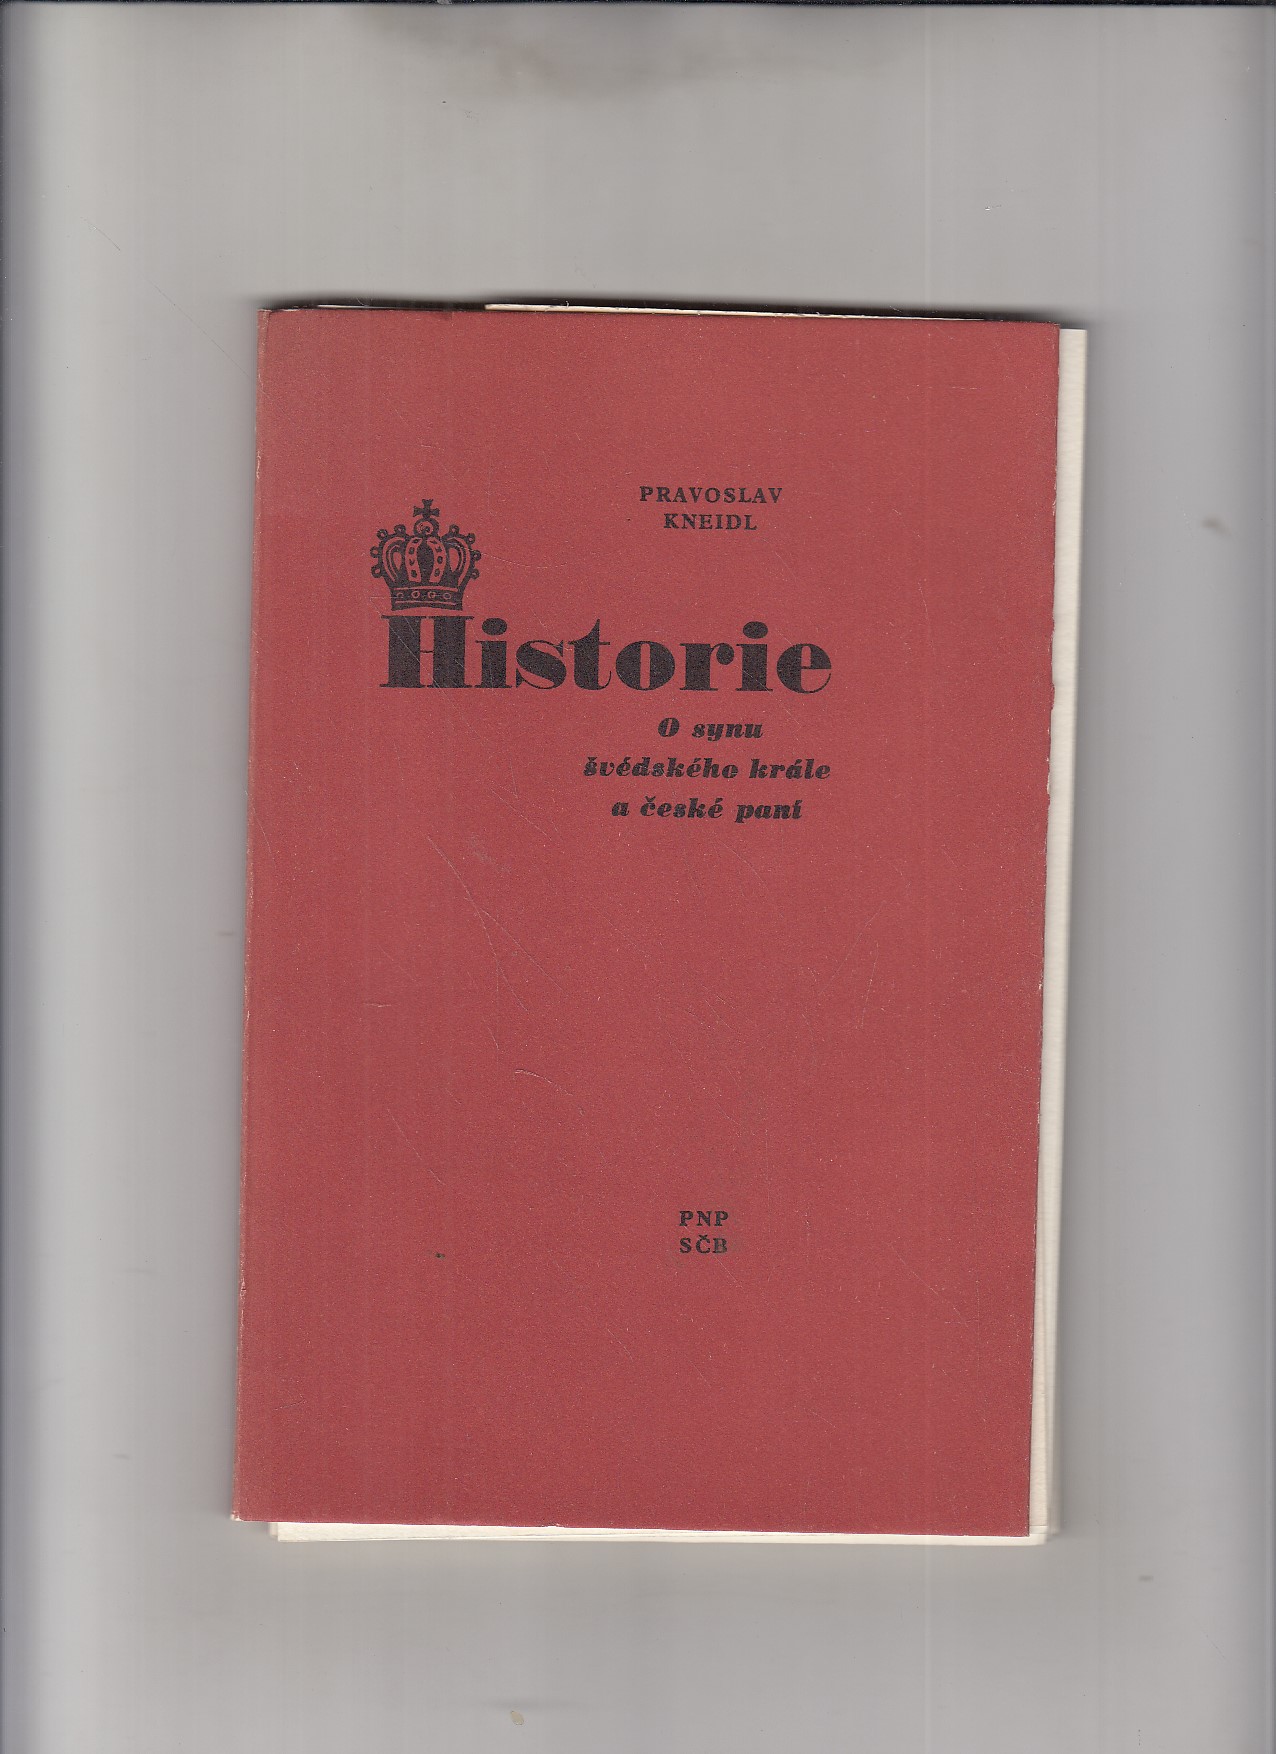 PRAVOSLAV
KNEIDL
Historie
O synu
švédského krále
a české paní
PNP
SČB